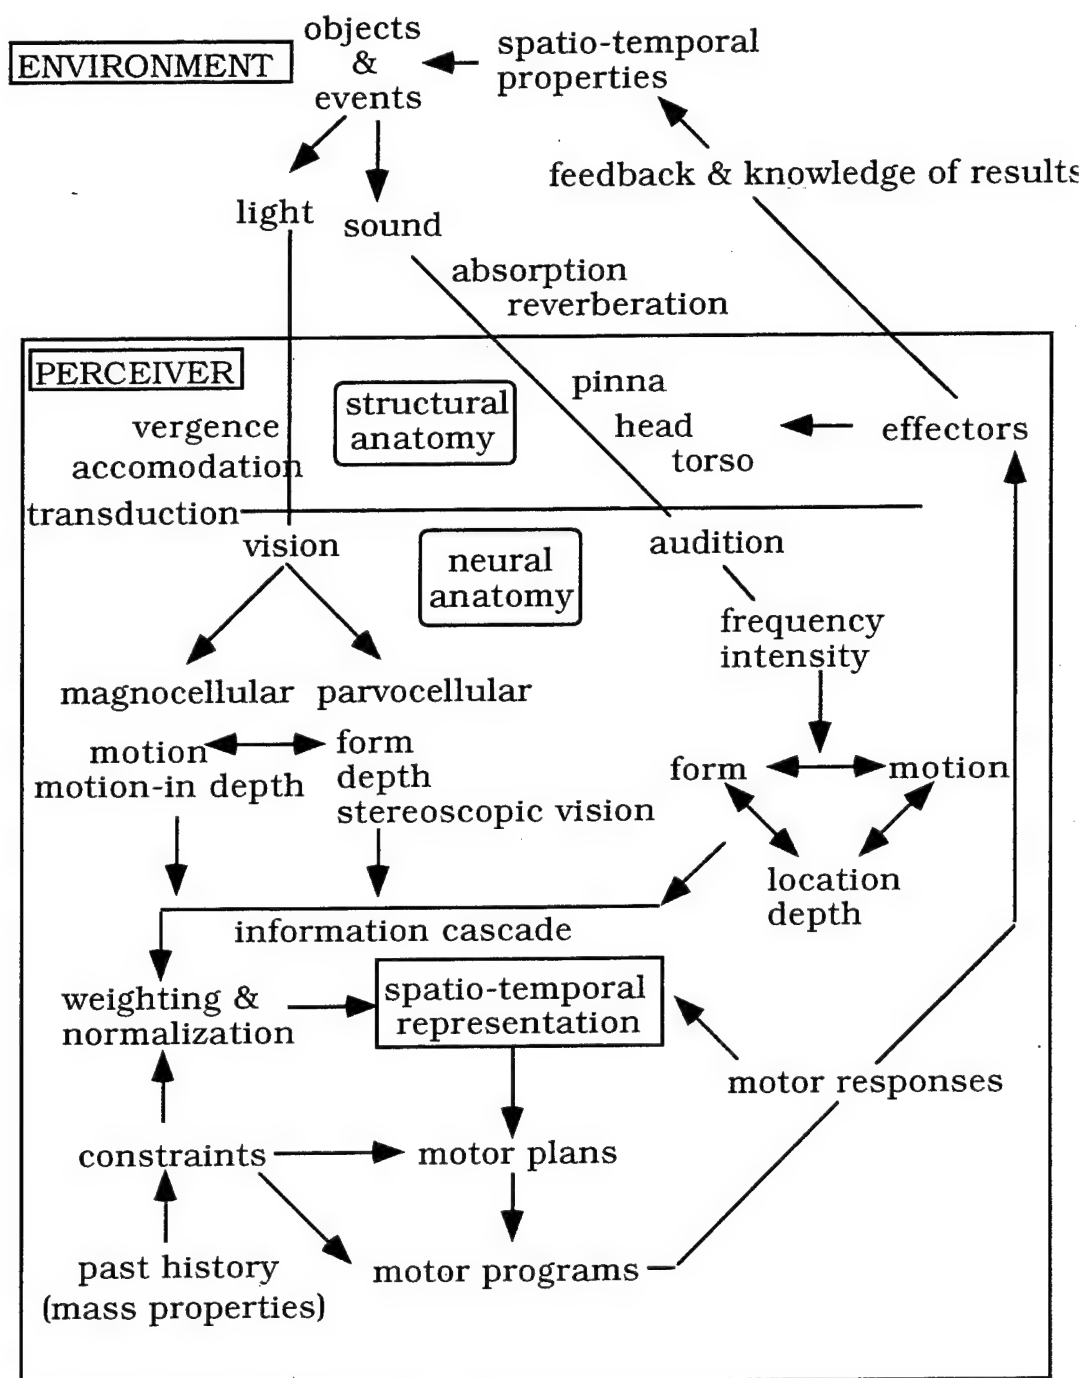 ENVIRONMENT
objects
&
events
spatio-temporal
properties
feedback & knowledge of results
light
sound
absorption
reverberation
PERCEIVER
structural
anatomy
pinna
head
torso
effectors
vergence
accomodation
transduction
vision
neural
anatomy
audition
frequency
intensity
magnocellular
parvocellular
motion
motion-in depth
form
depth
stereoscopic vision
form
motion
location
depth
information cascade
weighting &
normalization
spatio-temporal
representation
motor responses
constraints
motor plans
past history
(mass properties)
motor programs